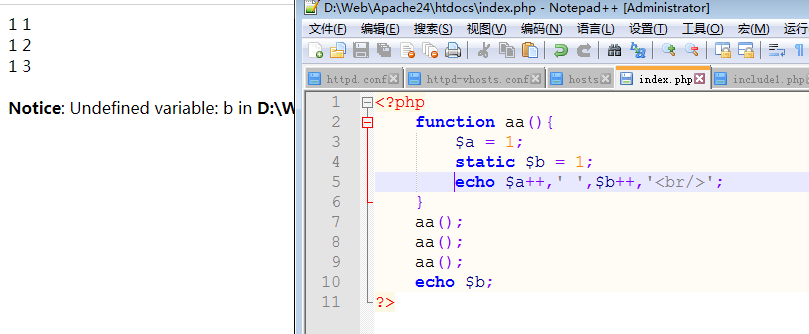 1 1
1 2
1 3
Notice: Undefined variable: b in D:\W
D:\Web\Apache24\htdocs\index.php - Notepad++ [Administrator]
文件(F) 编辑(E) 搜索(S) 视图(V) 编码(N) 语言(L) 设置(T) 工具(O) 宏(M) 运行
httpd.conf httpd-vhosts.conf hosts index.php include1.php
1 <?php
2 function aa(){
3 $a = 1;
4 static $b = 1;
5 echo $a++,' ',$b++,'<br/>';
6 }
7 aa();
8 aa();
9 aa();
10 echo $b;
11 ?>